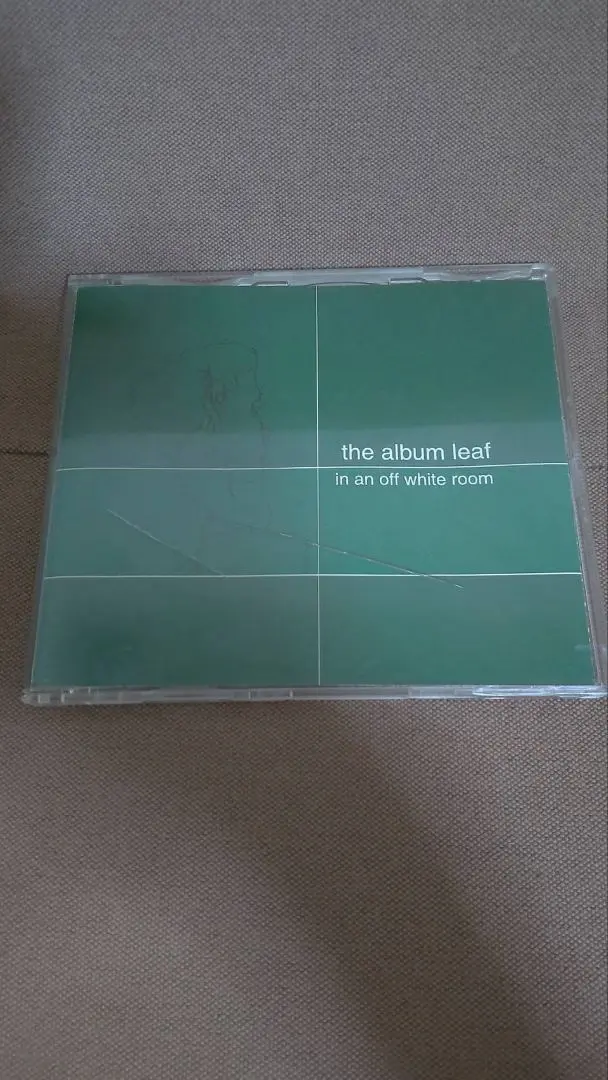 the album leaf
in an off white room